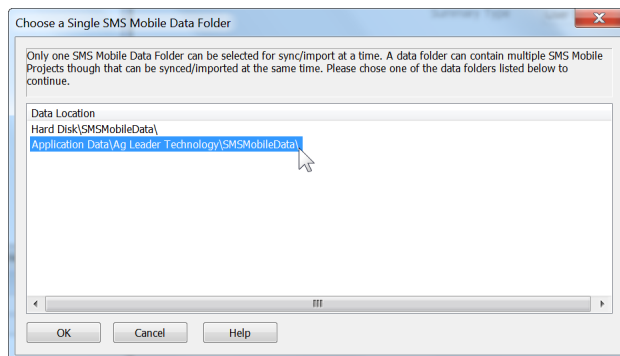 Summary Type
Choose a Single SMS Mobile Data Folder
Only one SMS Mobile Data Folder can be selected for sync/import at a time. A data folder can contain multiple SMS Mobile
Projects though that can be synced/imported at the same time. Please chose one of the data folders listed below to
continue.
Data Location
Hard Disk\SMSMobileData\
Application Data\Ag Leader Technology\SMSMobileData\
OK
Cancel
Help